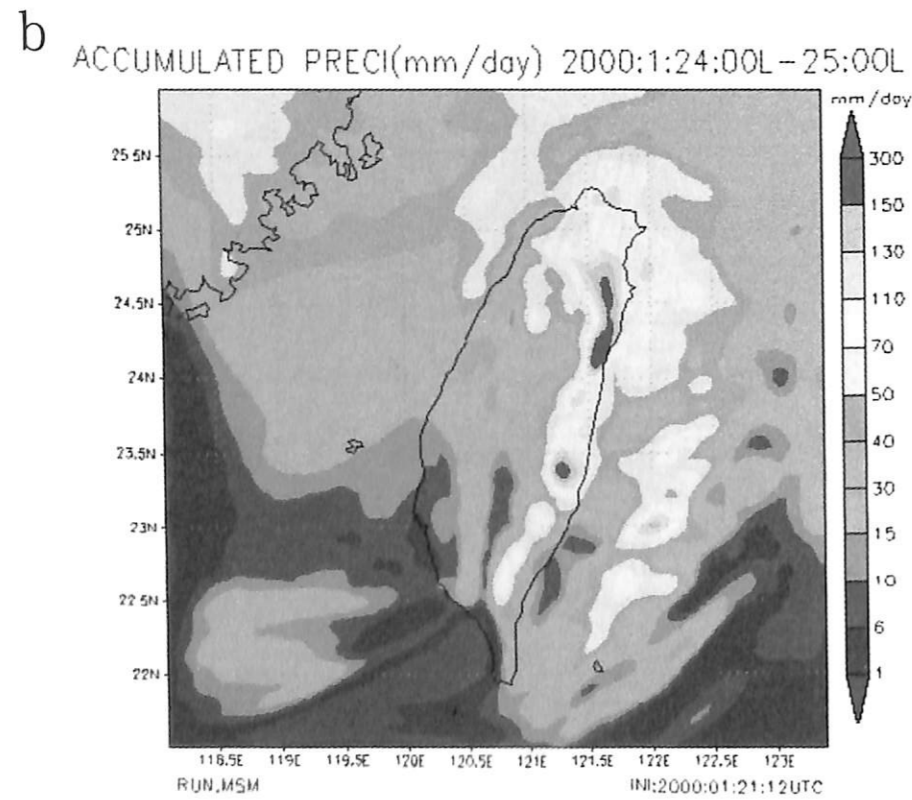 b
ACCUMULATED PRECI(mm/day) 2000:1:24:00L-25:00L
mm/day
25.5N
25N
24.5N
24N
23.5N
23N
22.5N
22N
300
150
130
110
70
50
40
30
15
10
6
1
118.5E 119E 119.5E 120E 120.5E 121E 121.5E 122E 122.5E 123E
RUN.MSM INI:2000:01:21:12UTC